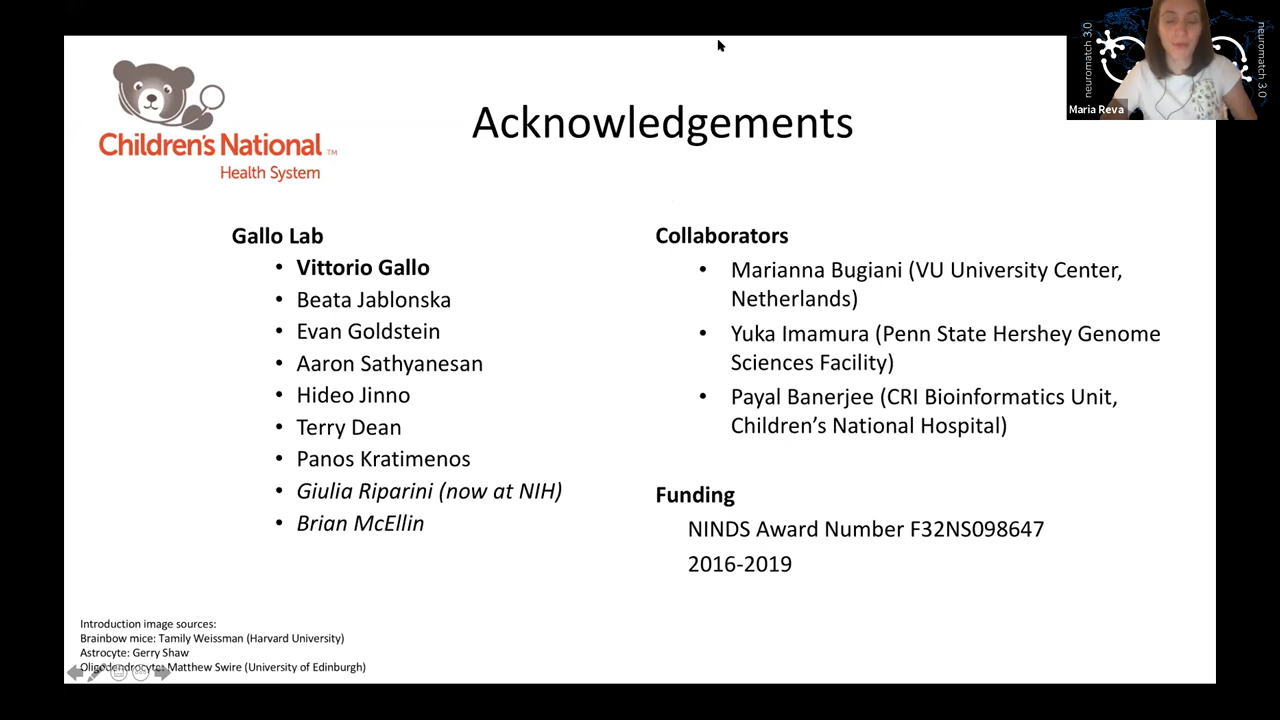 neuromatch 3.0
neuromatch 3.0
Maria Reva
Children's National ™
Health System
Acknowledgements
Gallo Lab
• Vittorio Gallo
• Beata Jablonska
• Evan Goldstein
• Aaron Sathyanesan
• Hideo Jinno
• Terry Dean
• Panos Kratimenos
• Giulia Riparini (now at NIH)
• Brian McEllin
Collaborators
• Marianna Bugiani (VU University Center,
Netherlands)
• Yuka Imamura (Penn State Hershey Genome
Sciences Facility)
• Payal Banerjee (CRI Bioinformatics Unit,
Children’s National Hospital)
Funding
NINDS Award Number F32NS098647
2016-2019
Introduction image sources:
Brainbow mice: Tamily Weissman (Harvard University)
Astrocyte: Gerry Shaw
Oligodendrocyte: Matthew Swire (University of Edinburgh)